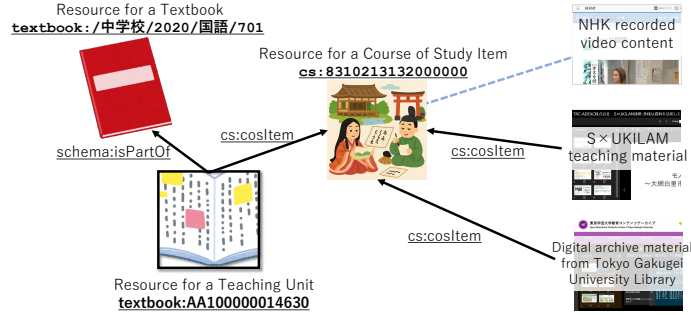 Resource for a Textbook
textbook:/中学校/2020/国語/701
Resource for a Course of Study Item
cs:8310213132000000
NHK recorded
video content
cs:cosItem
schema:isPartOf
cs:cosItem
S×UKILAM
teaching material
cs:cosItem
Digital archive material
from Tokyo Gakugei
University Library
Resource for a Teaching Unit
textbook:AA100000014630